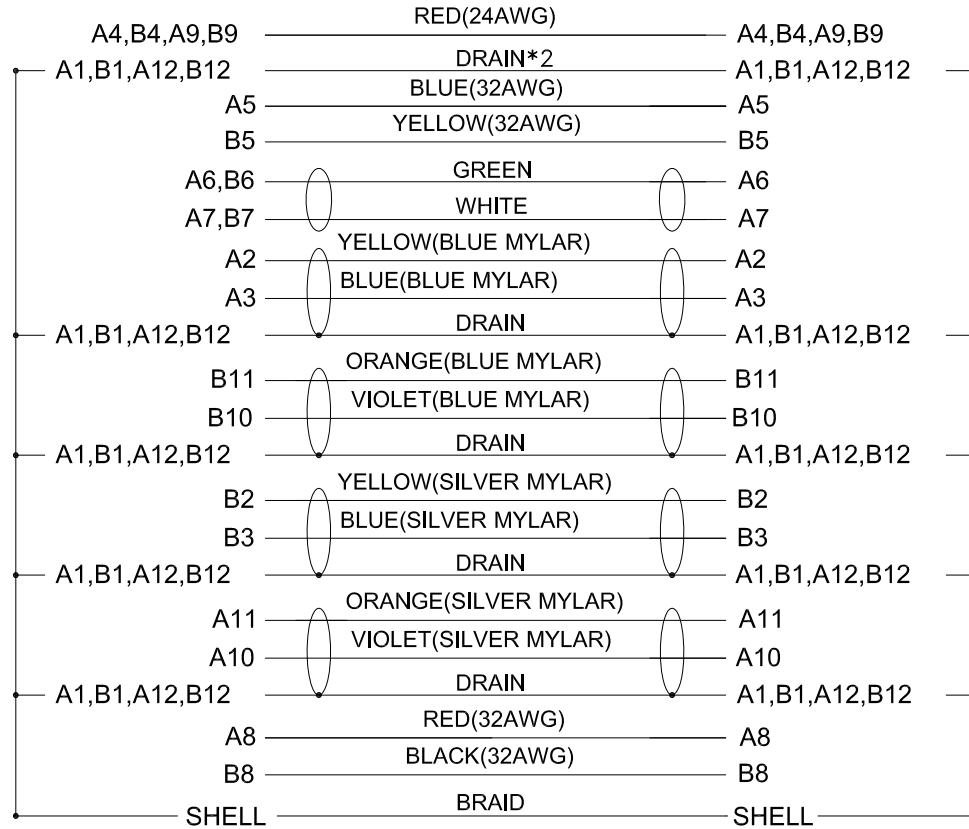 A4,B4,A9,B9 RED(24AWG) A4,B4,A9,B9
A1,B1,A12,B12 DRAIN*2 A1,B1,A12,B12
A5 BLUE(32AWG) A5
B5 YELLOW(32AWG) B5
A6,B6 GREEN A6
A7,B7 WHITE A7
A2 YELLOW(BLUE MYLAR) A2
A3 BLUE(BLUE MYLAR) A3
A1,B1,A12,B12 DRAIN A1,B1,A12,B12
B11 ORANGE(BLUE MYLAR) B11
B10 VIOLET(BLUE MYLAR) B10
A1,B1,A12,B12 DRAIN A1,B1,A12,B12
B2 YELLOW(SILVER MYLAR) B2
B3 BLUE(SILVER MYLAR) B3
A1,B1,A12,B12 DRAIN A1,B1,A12,B12
A11 ORANGE(SILVER MYLAR) A11
A10 VIOLET(SILVER MYLAR) A10
A1,B1,A12,B12 DRAIN A1,B1,A12,B12
A8 RED(32AWG) A8
B8 BLACK(32AWG) B8
SHELL BRAID SHELL